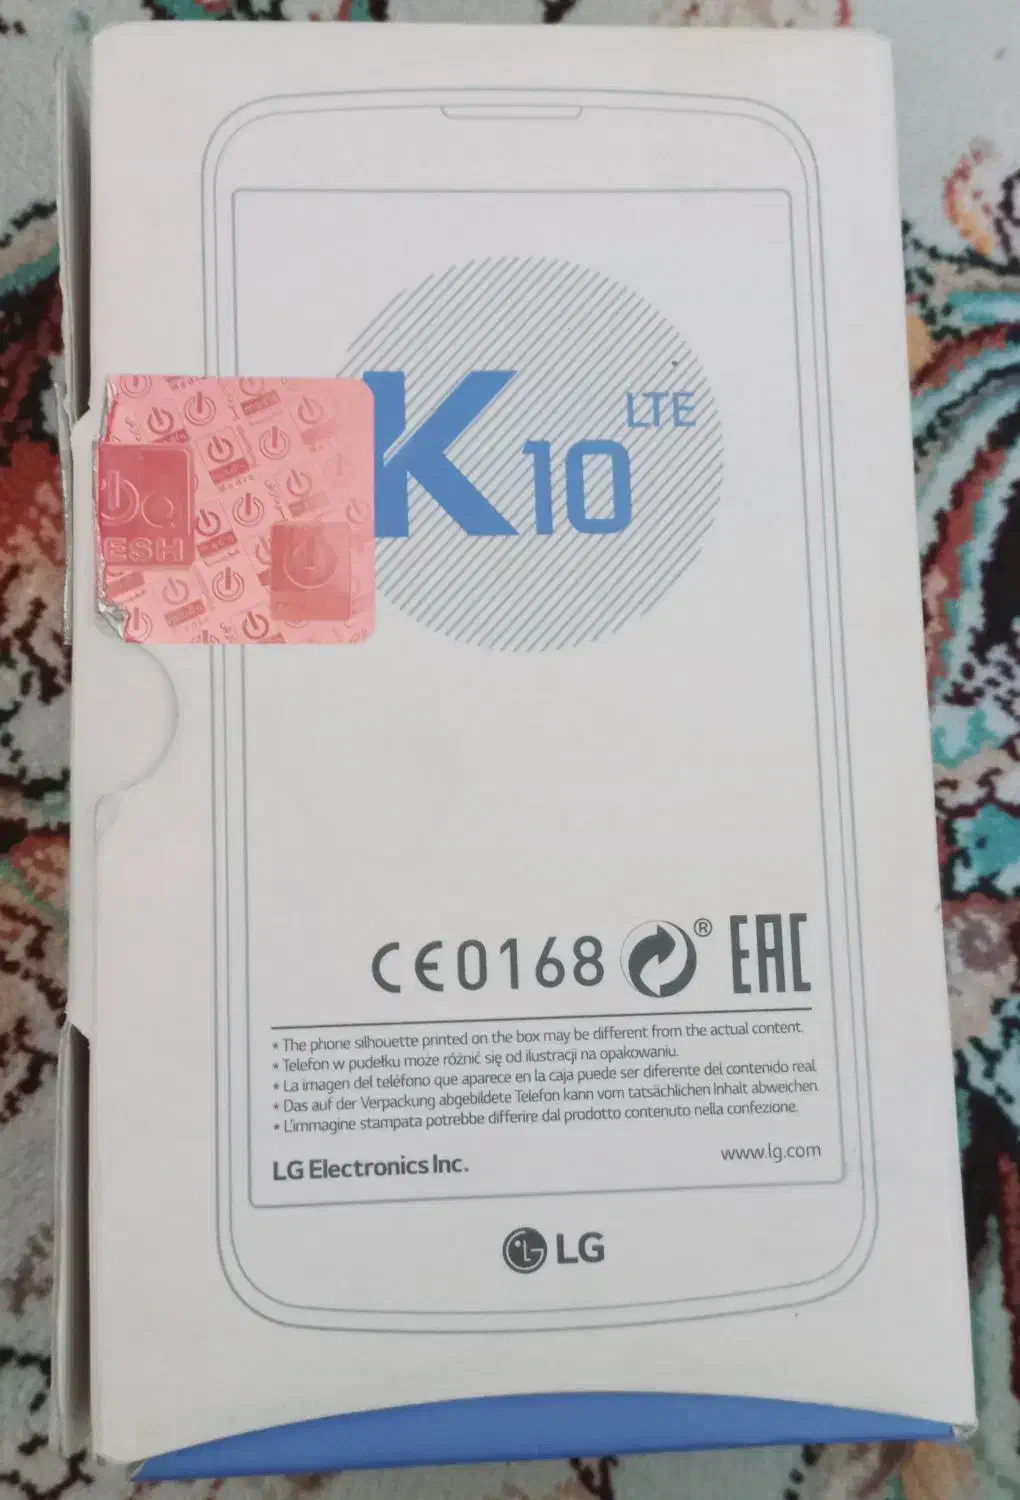 K10 LTE
ESH
CE0168 ® EAC
* The phone silhouette printed on the box may be different from the actual content.
* Telefon w pudełku może różnić się od ilustracji na opakowaniu.
* La imagen del teléfono que aparece en la caja puede ser diferente del contenido real.
* Das auf der Verpackung abgebildete Telefon kann vom tatsächlichen Inhalt abweichen.
* L'immagine stampata potrebbe differire dal prodotto contenuto nella confezione.
LG Electronics Inc.
www.lg.com
LG